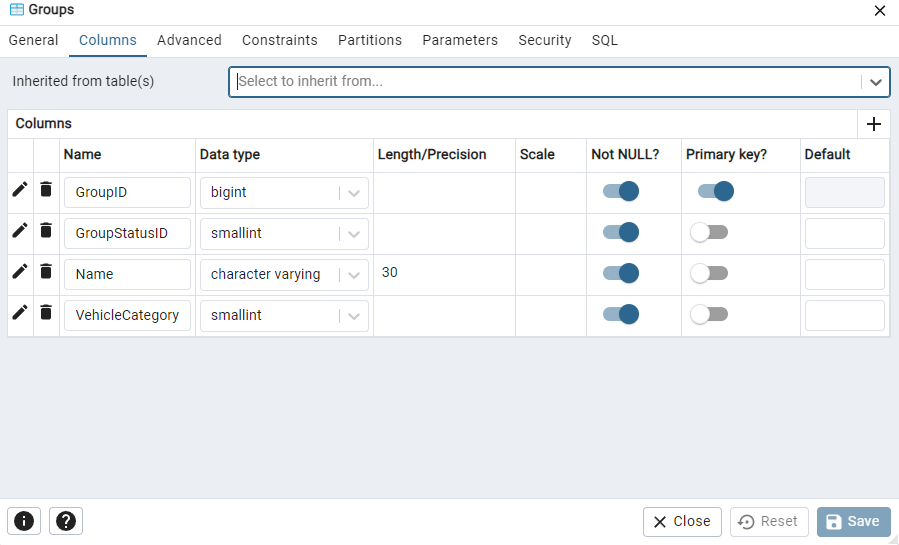 Groups
General Columns Advanced Constraints Partitions Parameters Security SQL
Inherited from table(s) Select to inherit from...
Columns
Name Data type Length/Precision Scale Not NULL? Primary key? Default
GroupID bigint
GroupStatusID smallint
Name character varying 30
VehicleCategory smallint
Close Reset Save